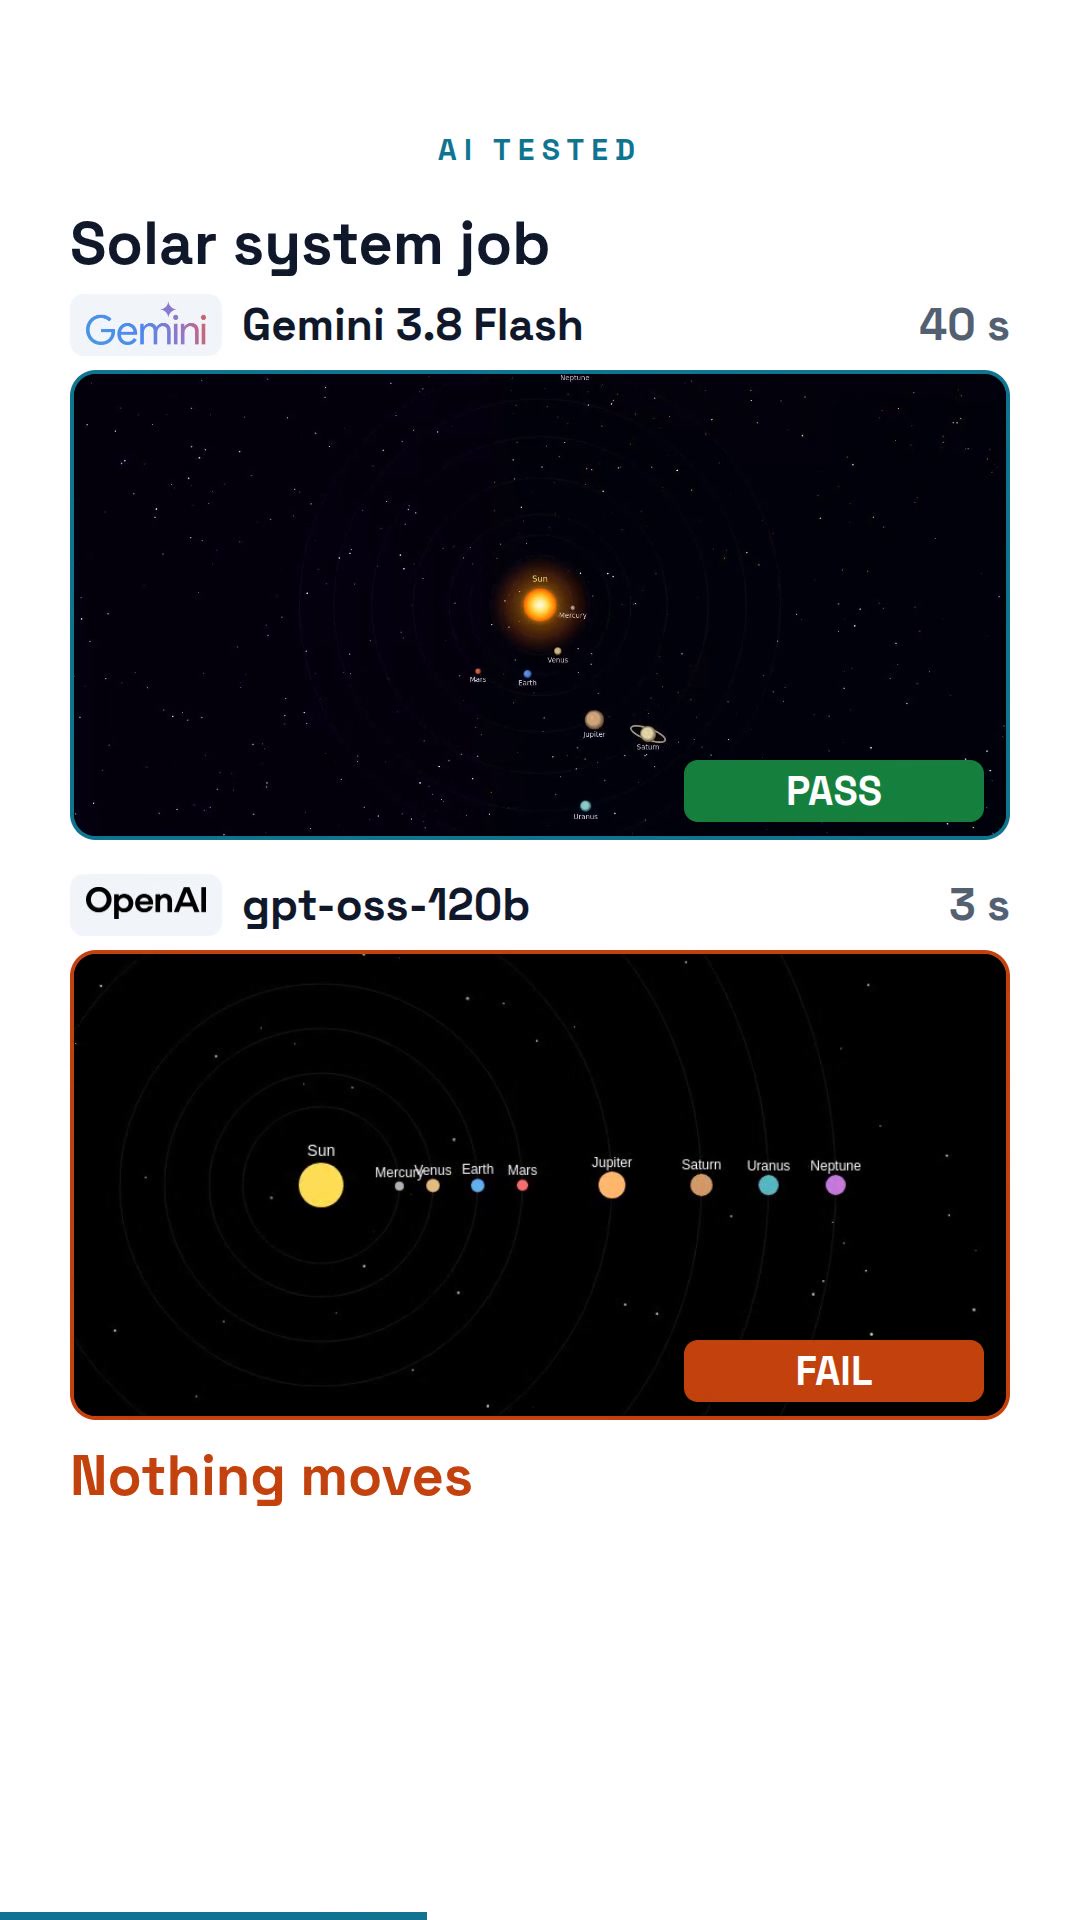 AI TESTED
Solar system job
Gemini Gemini 3.8 Flash 40 s
Neptune
Sun
Mercury
Venus
Mars
Earth
Jupiter
Saturn
Uranus
PASS
OpenAI gpt-oss-120b 3 s
Sun
Mercury Venus Earth Mars Jupiter Saturn Uranus Neptune
FAIL
Nothing moves